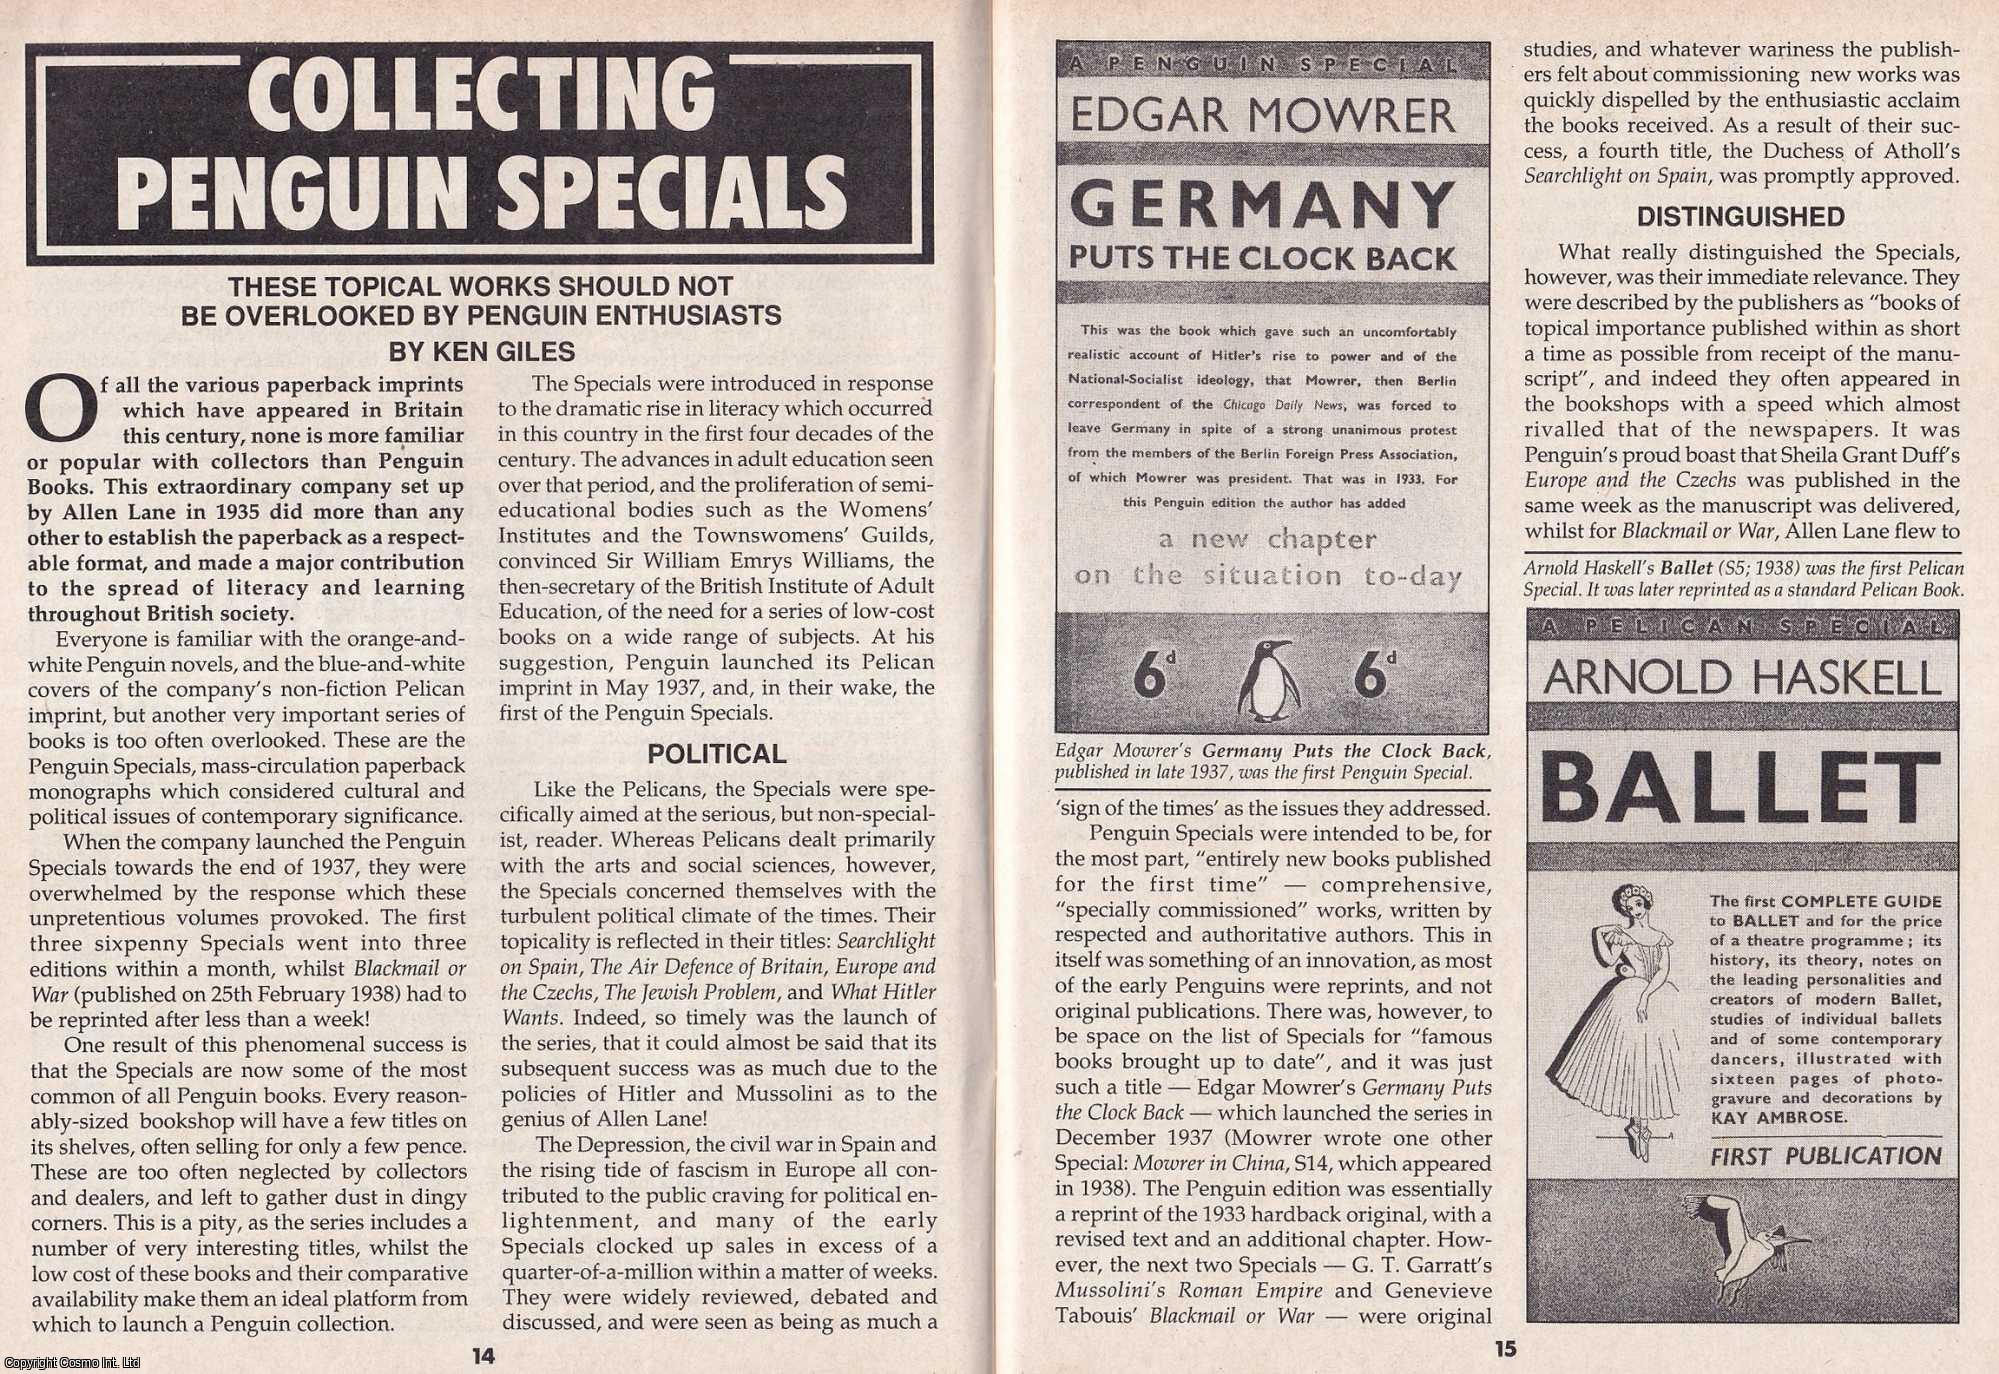 COLLECTING
PENGUIN SPECIALS
THESE TOPICAL WORKS SHOULD NOT
BE OVERLOOKED BY PENGUIN ENTHUSIASTS
BY KEN GILES
Of all the various paperback imprints
which have appeared in Britain
this century, none is more familiar
or popular with collectors than Penguin
Books. This extraordinary company set up
by Allen Lane in 1935 did more than any
other to establish the paperback as a respect-
able format, and made a major contribution
to the spread of literacy and learning
throughout British society.
Everyone is familiar with the orange-and-
white Penguin novels, and the blue-and-white
covers of the company's non-fiction Pelican
imprint, but another very important series of
books is too often overlooked. These are the
Penguin Specials, mass-circulation paperback
monographs which considered cultural and
political issues of contemporary significance.
When the company launched the Penguin
Specials towards the end of 1937, they were
overwhelmed by the response which these
unpretentious volumes provoked. The first
three sixpenny Specials went into three
editions within a month, whilst Blackmail or
War (published on 25th February 1938) had to
be reprinted after less than a week!
One result of this phenomenal success is
that the Specials are now some of the most
common of all Penguin books. Every reason-
ably-sized bookshop will have a few titles on
its shelves, often selling for only a few pence.
These are too often neglected by collectors
and dealers, and left to gather dust in dingy
corners. This is a pity, as the series includes a
number of very interesting titles, whilst the
low cost of these books and their comparative
availability make them an ideal platform from
which to launch a Penguin collection.
The Specials were introduced in response
to the dramatic rise in literacy which occurred
in this country in the first four decades of the
century. The advances in adult education seen
over that period, and the proliferation of semi-
educational bodies such as the Womens'
Institutes and the Townswomens' Guilds,
convinced Sir William Emrys Williams, the
then-secretary of the British Institute of Adult
Education, of the need for a series of low-cost
books on a wide range of subjects. At his
suggestion, Penguin launched its Pelican
imprint in May 1937, and, in their wake, the
first of the Penguin Specials.
POLITICAL
Like the Pelicans, the Specials were spe-
cifically aimed at the serious, but non-special-
ist, reader. Whereas Pelicans dealt primarily
with the arts and social sciences, however,
the Specials concerned themselves with the
turbulent political climate of the times. Their
topicality is reflected in their titles: Searchlight
on Spain, The Air Defence of Britain, Europe and
the Czechs, The Jewish Problem, and What Hitler
Wants. Indeed, so timely was the launch of
the series, that it could almost be said that its
subsequent success was as much due to the
policies of Hitler and Mussolini as to the
genius of Allen Lane!
The Depression, the civil war in Spain and
the rising tide of fascism in Europe all con-
tributed to the public craving for political en-
lightenment, and many of the early
Specials clocked up sales in excess of a
quarter-of-a-million within a matter of weeks.
They were widely reviewed, debated and
discussed, and were seen as being as much a
14
Copyright Cosmo Int. Ltd
A PENGUIN SPECIAL
EDGAR MOWRER
GERMANY
PUTS THE CLOCK BACK
This was the book which gave such an uncomfortably
realistic account of Hitler's rise to power and of the
National-Socialist ideology, that Mowrer, then Berlin
correspondent of the Chicago Daily News, was forced to
leave Germany in spite of a strong unanimous protest
from the members of the Berlin Foreign Press Association,
of which Mowrer was president. That was in 1933. For
this Penguin edition the author has added
a new chapter
on the situation to-day
6d 6d
Edgar Mowrer's Germany Puts the Clock Back,
published in late 1937, was the first Penguin Special.
'sign of the times' as the issues they addressed.
Penguin Specials were intended to be, for
the most part, "entirely new books published
for the first time" — comprehensive,
"specially commissioned" works, written by
respected and authoritative authors. This in
itself was something of an innovation, as most
of the early Penguins were reprints, and not
original publications. There was, however, to
be space on the list of Specials for "famous
books brought up to date", and it was just
such a title — Edgar Mowrer's Germany Puts
the Clock Back — which launched the series in
December 1937 (Mowrer wrote one other
Special: Mowrer in China, S14, which appeared
in 1938). The Penguin edition was essentially
a reprint of the 1933 hardback original, with a
revised text and an additional chapter. How-
ever, the next two Specials — G. T. Garratt's
Mussolini's Roman Empire and Genevieve
Tabouis' Blackmail or War — were original
studies, and whatever wariness the publish-
ers felt about commissioning new works was
quickly dispelled by the enthusiastic acclaim
the books received. As a result of their suc-
cess, a fourth title, the Duchess of Atholl's
Searchlight on Spain, was promptly approved.
DISTINGUISHED
What really distinguished the Specials,
however, was their immediate relevance. They
were described by the publishers as "books of
topical importance published within as short
a time as possible from receipt of the manu-
script", and indeed they often appeared in
the bookshops with a speed which almost
rivalled that of the newspapers. It was
Penguin's proud boast that Sheila Grant Duff's
Europe and the Czechs was published in the
same week as the manuscript was delivered,
whilst for Blackmail or War, Allen Lane flew to
Arnold Haskell's Ballet (S5; 1938) was the first Pelican
Special. It was later reprinted as a standard Pelican Book.
A PELICAN SPECIAL
ARNOLD HASKELL
BALLET
The first COMPLETE GUIDE
to BALLET and for the price
of a theatre programme; its
history, its theory, notes on
the leading personalities and
creators of modern Ballet,
studies of individual ballets
and of some contemporary
dancers, illustrated with
sixteen pages of photo-
gravure and decorations by
KAY AMBROSE.
FIRST PUBLICATION
15